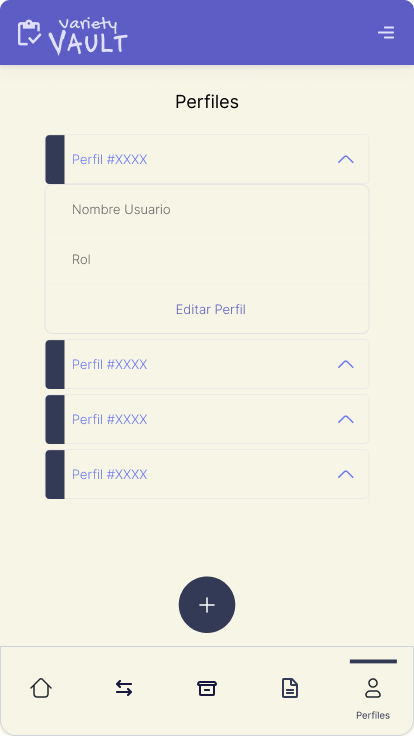 variety
VAULT
Perfiles
Perfil #XXXX
Nombre Usuario
Rol
Editar Perfil
Perfil #XXXX
Perfil #XXXX
Perfil #XXXX
Perfiles